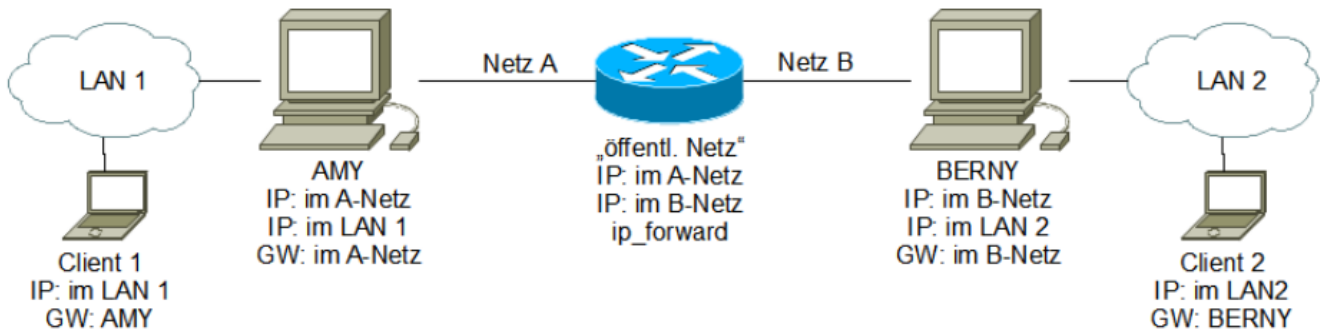 LAN 1
Netz A
Netz B
LAN 2
AMY
IP: im A-Netz
IP: im LAN 1
GW: im A-Netz
„öffentl. Netz"
IP: im A-Netz
IP: im B-Netz
ip_forward
BERNY
IP: im B-Netz
IP: im LAN 2
GW: im B-Netz
Client 1
IP: im LAN 1
GW: AMY
Client 2
IP: im LAN2
GW: BERNY